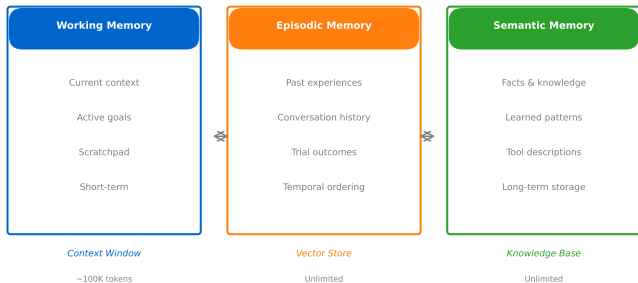 Working Memory
Current context
Active goals
Scratchpad
Short-term
Context Window
~100K tokens
Episodic Memory
Past experiences
Conversation history
Trial outcomes
Temporal ordering
Vector Store
Unlimited
Semantic Memory
Facts & knowledge
Learned patterns
Tool descriptions
Long-term storage
Knowledge Base
Unlimited